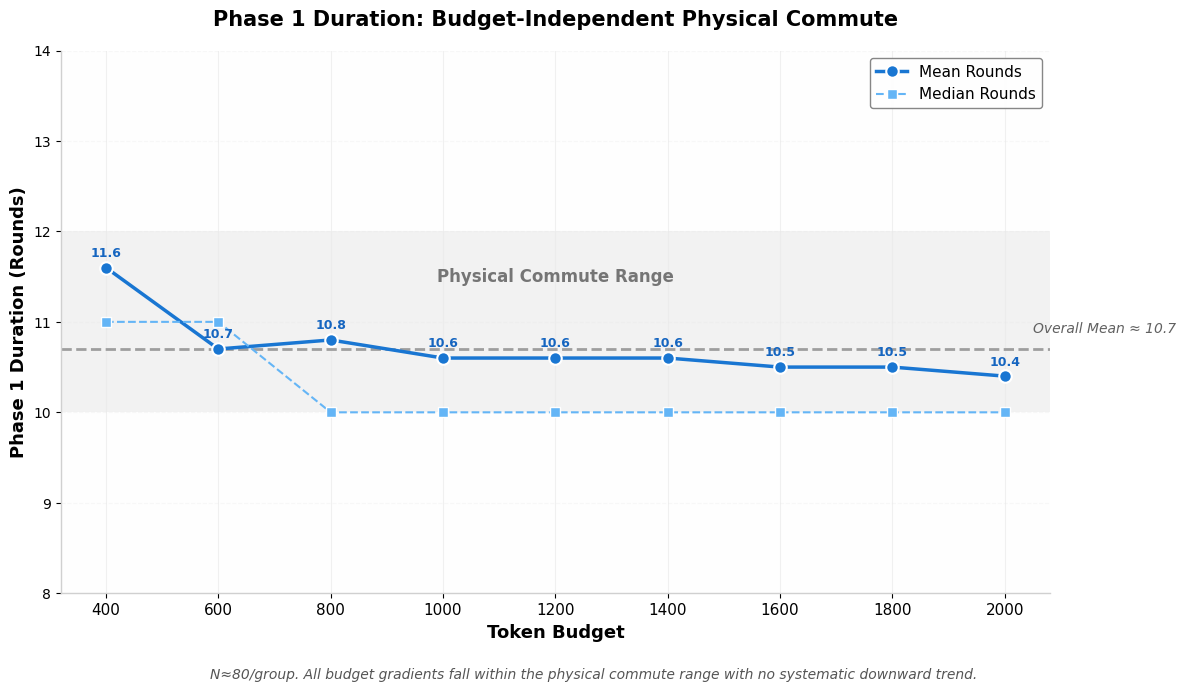 Phase 1 Duration: Budget-Independent Physical Commute
Mean Rounds
Median Rounds
Phase 1 Duration (Rounds)
14
13
12
11
10
9
8
Physical Commute Range
Overall Mean ≈ 10.7
11.6
10.7
10.8
10.6
10.6
10.6
10.5
10.5
10.4
400 600 800 1000 1200 1400 1600 1800 2000
Token Budget
N≈80/group. All budget gradients fall within the physical commute range with no systematic downward trend.